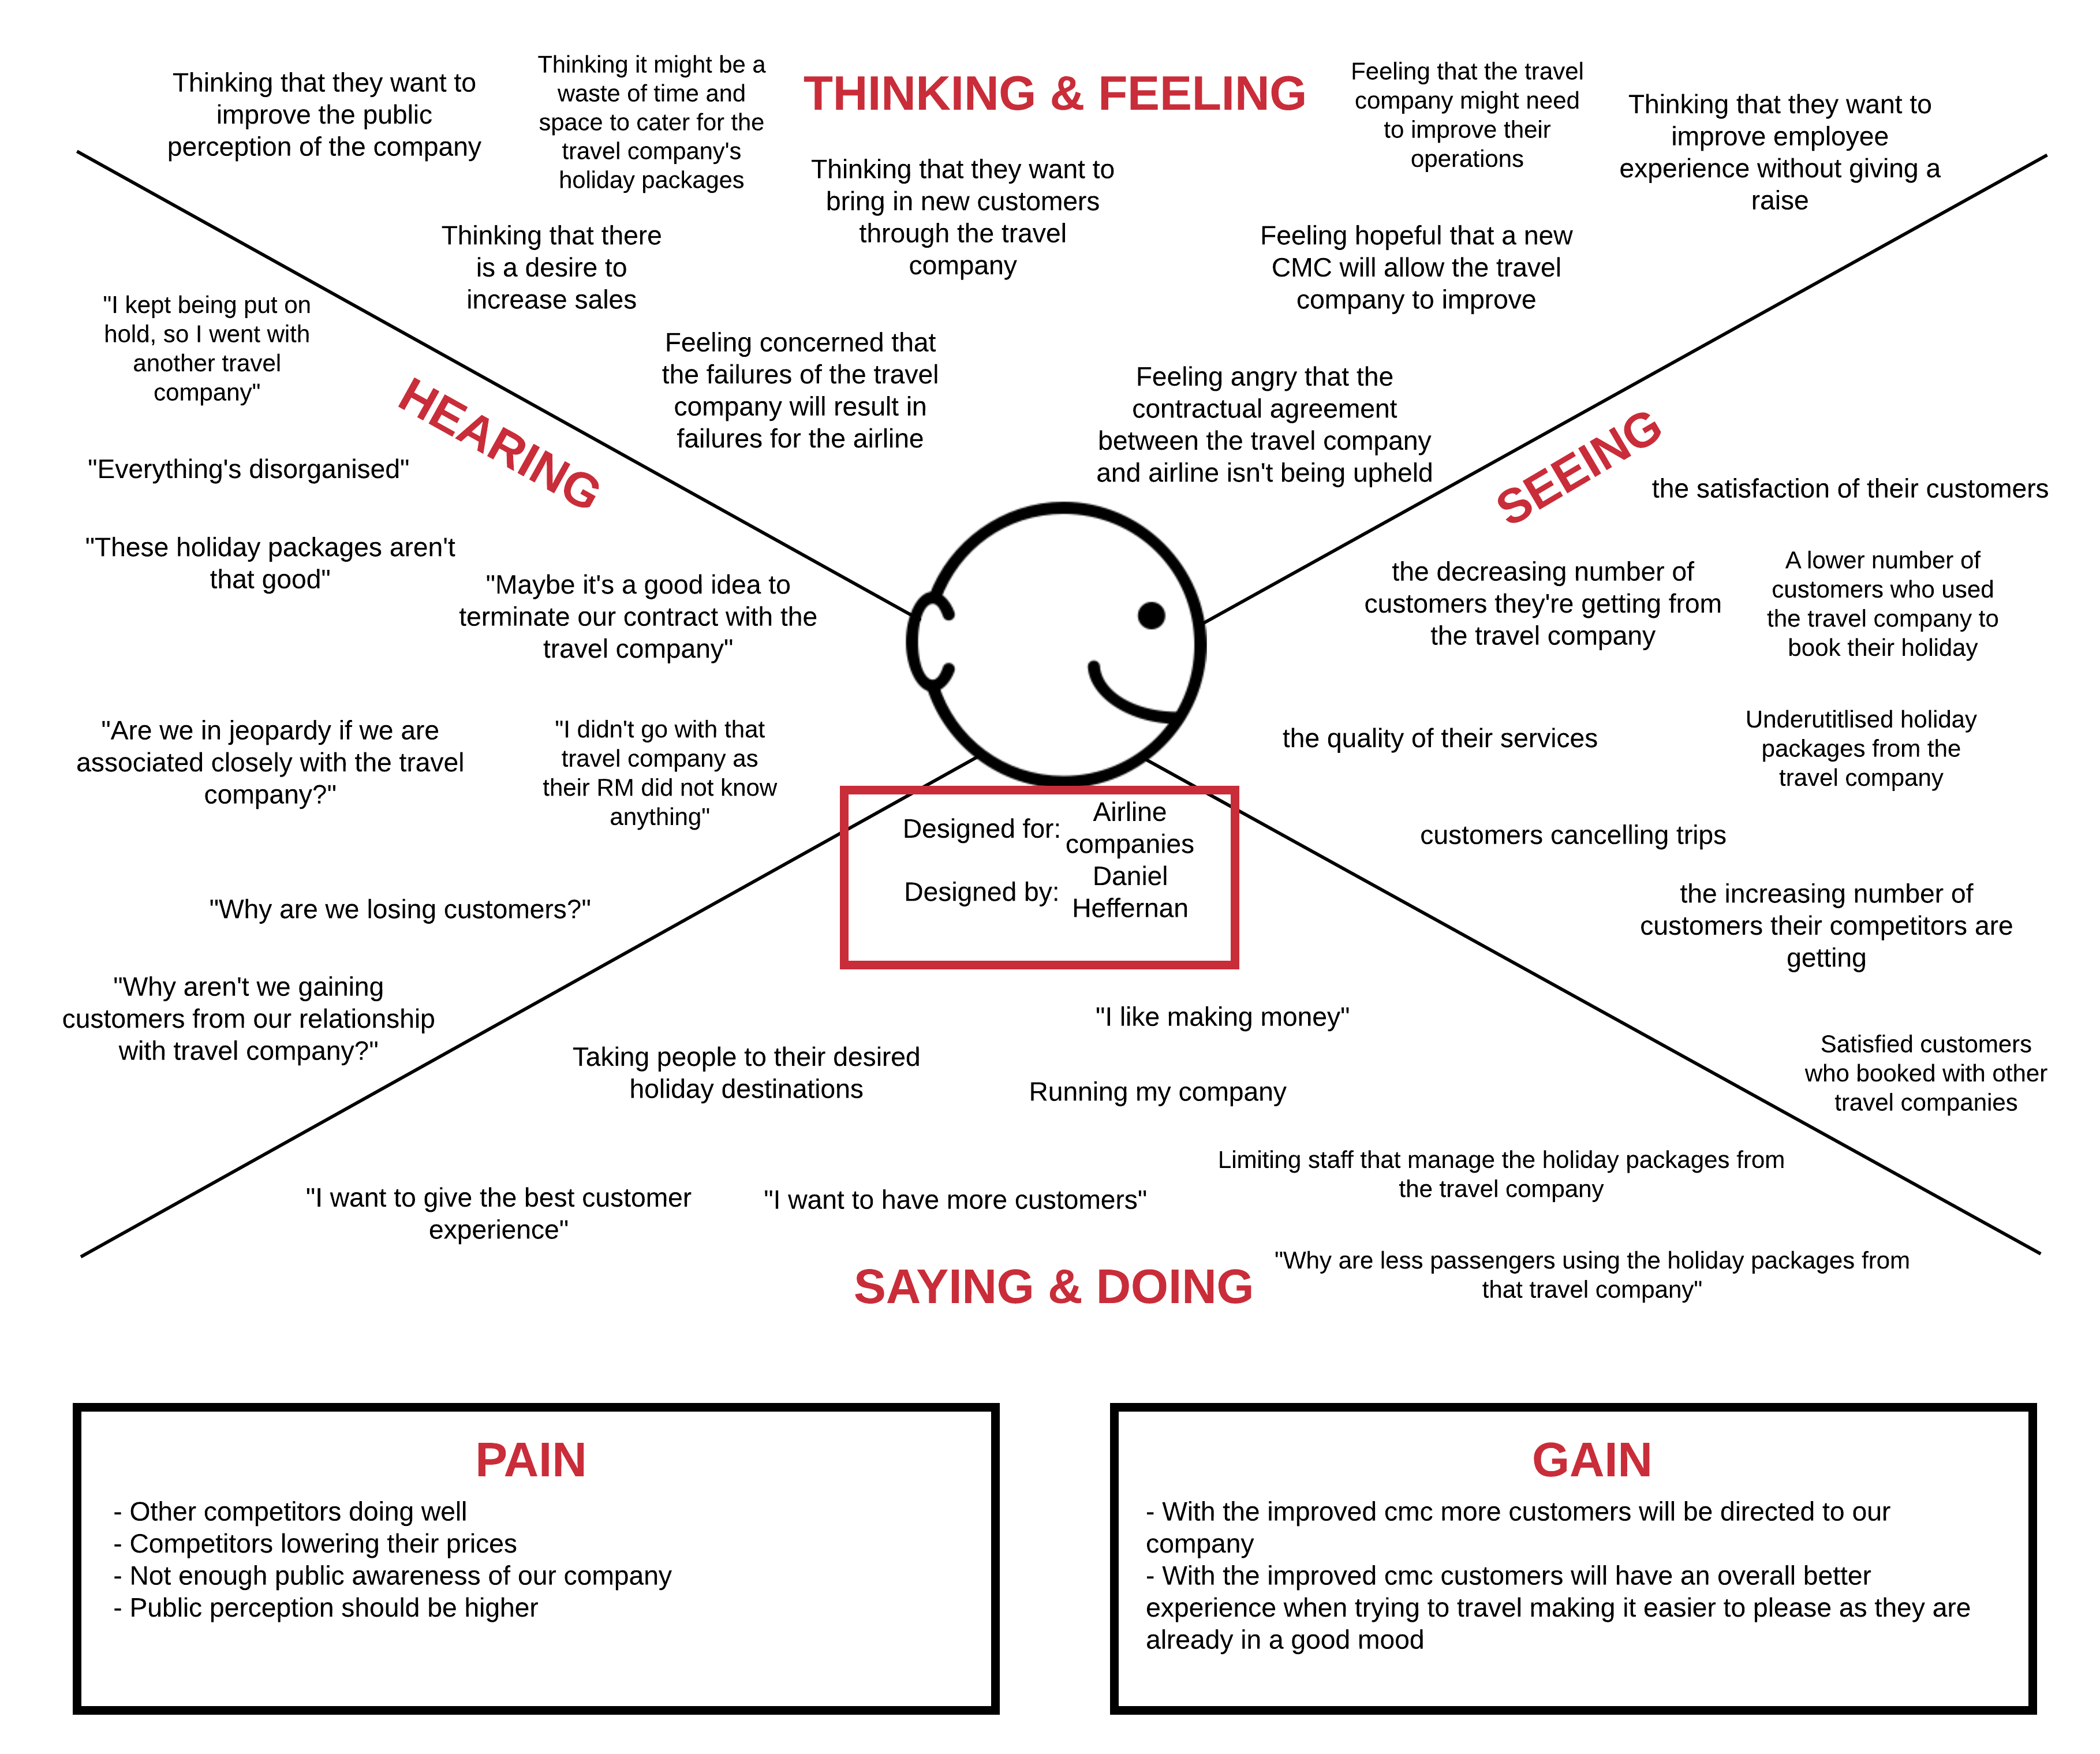 Thinking that they want to
improve the public
perception of the company
Thinking it might be a
waste of time and
space to cater for the
travel company's
holiday packages
THINKING & FEELING
Feeling that the travel
company might need
to improve their
operations
Thinking that they want to
improve employee
experience without giving a
raise
Thinking that they want to
bring in new customers
through the travel
company
Thinking that there
is a desire to
increase sales
Feeling hopeful that a new
CMC will allow the travel
company to improve
Feeling concerned that
the failures of the travel
company will result in
failures for the airline
Feeling angry that the
contractual agreement
between the travel company
and airline isn't being upheld
HEARING
"I kept being put on
hold, so I went with
another travel
company"
"Everything's disorganised"
"These holiday packages aren't
that good"
"Maybe it's a good idea to
terminate our contract with the
travel company"
"Are we in jeopardy if we are
associated closely with the travel
company?"
"I didn't go with that
travel company as
their RM did not know
anything"
"Why are we losing customers?"
"Why aren't we gaining
customers from our relationship
with travel company?"
SEEING
the satisfaction of their customers
the decreasing number of
customers they're getting from
the travel company
A lower number of
customers who used
the travel company to
book their holiday
the quality of their services
Underutitlised holiday
packages from the
travel company
customers cancelling trips
the increasing number of
customers their competitors are
getting
Satisfied customers
who booked with other
travel companies
Designed for:
Airline
companies
Designed by:
Daniel
Heffernan
"I like making money"
Taking people to their desired
holiday destinations
Running my company
Limiting staff that manage the holiday packages from
the travel company
"I want to give the best customer
experience"
"I want to have more customers"
"Why are less passengers using the holiday packages from
that travel company"
SAYING & DOING
PAIN
- Other competitors doing well
- Competitors lowering their prices
- Not enough public awareness of our company
- Public perception should be higher
GAIN
- With the improved cmc more customers will be directed to our
company
- With the improved cmc customers will have an overall better
experience when trying to travel making it easier to please as they are
already in a good mood